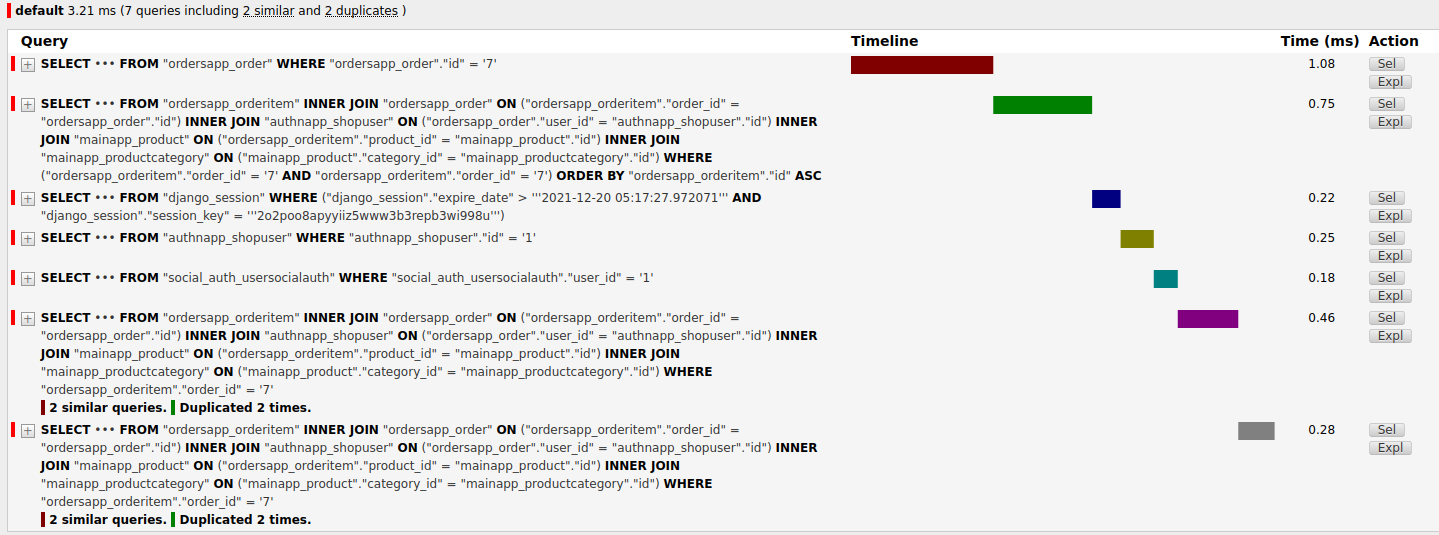 default 3.21 ms (7 queries including 2 similar and 2 duplicates )
Query Timeline Time (ms) Action
+ SELECT ••• FROM "ordersapp_order" WHERE "ordersapp_order"."id" = '7' 1.08 Sel
Expl
+ SELECT ••• FROM "ordersapp_orderitem" INNER JOIN "ordersapp_order" ON ("ordersapp_orderitem"."order_id" = 0.75 Sel
"ordersapp_order"."id") INNER JOIN "authnapp_shopuser" ON ("ordersapp_order"."user_id" = "authnapp_shopuser"."id") INNER Expl
JOIN "mainapp_product" ON ("ordersapp_orderitem"."product_id" = "mainapp_product"."id") INNER JOIN
"mainapp_productcategory" ON ("mainapp_product"."category_id" = "mainapp_productcategory"."id") WHERE
("ordersapp_orderitem"."order_id" = '7' AND "ordersapp_orderitem"."order_id" = '7') ORDER BY "ordersapp_orderitem"."id" ASC
+ SELECT ••• FROM "django_session" WHERE ("django_session"."expire_date" > '''2021-12-20 05:17:27.972071''' AND 0.22 Sel
"django_session"."session_key" = '''2o2poo8apyyiiz5www3b3repb3wi998u''') Expl
+ SELECT ••• FROM "authnapp_shopuser" WHERE "authnapp_shopuser"."id" = '1' 0.25 Sel
Expl
+ SELECT ••• FROM "social_auth_usersocialauth" WHERE "social_auth_usersocialauth"."user_id" = '1' 0.18 Sel
Expl
+ SELECT ••• FROM "ordersapp_orderitem" INNER JOIN "ordersapp_order" ON ("ordersapp_orderitem"."order_id" = 0.46 Sel
"ordersapp_order"."id") INNER JOIN "authnapp_shopuser" ON ("ordersapp_order"."user_id" = "authnapp_shopuser"."id") INNER Expl
JOIN "mainapp_product" ON ("ordersapp_orderitem"."product_id" = "mainapp_product"."id") INNER JOIN
"mainapp_productcategory" ON ("mainapp_product"."category_id" = "mainapp_productcategory"."id") WHERE
"ordersapp_orderitem"."order_id" = '7'
2 similar queries. Duplicated 2 times.
+ SELECT ••• FROM "ordersapp_orderitem" INNER JOIN "ordersapp_order" ON ("ordersapp_orderitem"."order_id" = 0.28 Sel
"ordersapp_order"."id") INNER JOIN "authnapp_shopuser" ON ("ordersapp_order"."user_id" = "authnapp_shopuser"."id") INNER Expl
JOIN "mainapp_product" ON ("ordersapp_orderitem"."product_id" = "mainapp_product"."id") INNER JOIN
"mainapp_productcategory" ON ("mainapp_product"."category_id" = "mainapp_productcategory"."id") WHERE
"ordersapp_orderitem"."order_id" = '7'
2 similar queries. Duplicated 2 times.